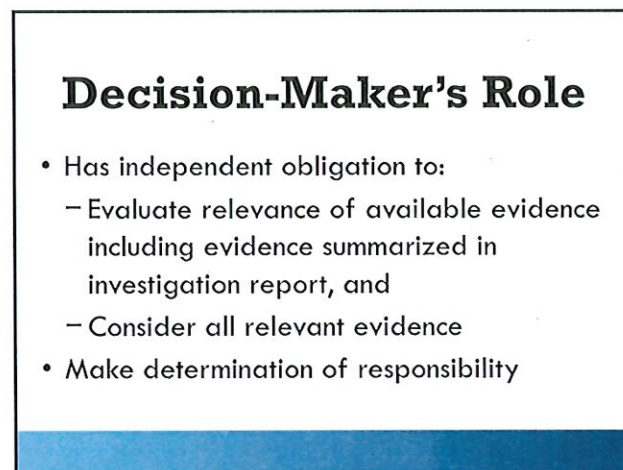 Decision-Maker's Role
• Has independent obligation to:
– Evaluate relevance of available evidence
including evidence summarized in
investigation report, and
– Consider all relevant evidence
• Make determination of responsibility